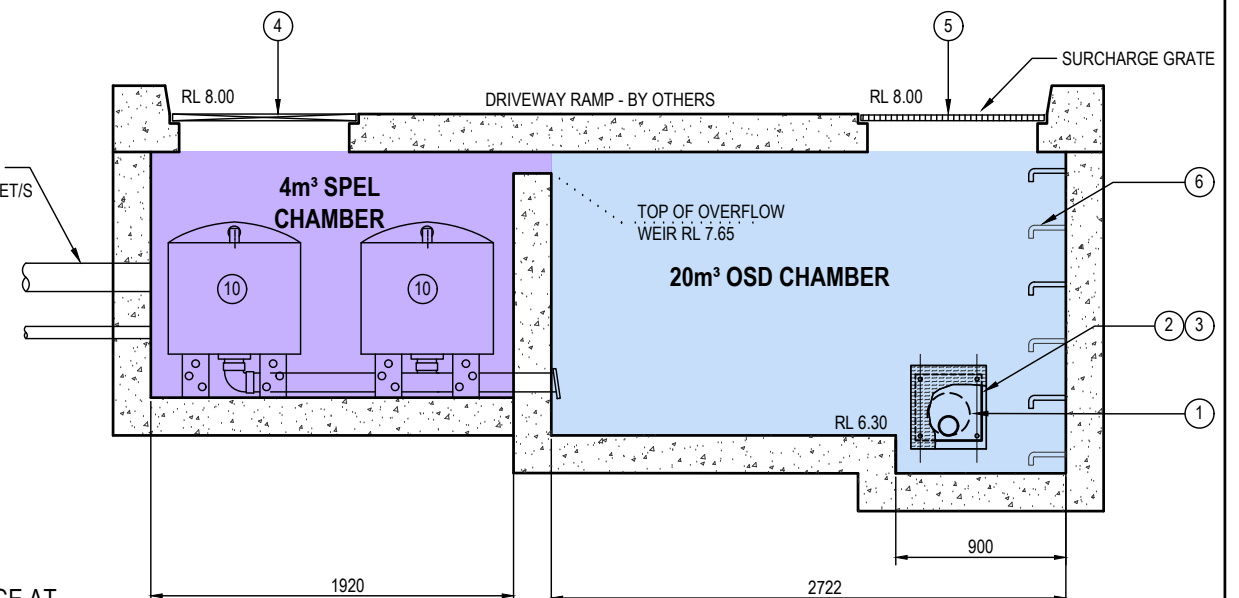 4
5
SURCHARGE GRATE
RL 8.00
DRIVEWAY RAMP - BY OTHERS
RL 8.00
ET/S
4m³ SPEL
CHAMBER
6
TOP OF OVERFLOW
WEIR RL 7.65
20m³ OSD CHAMBER
10
10
2 3
1
RL 6.30
900
1920
2722